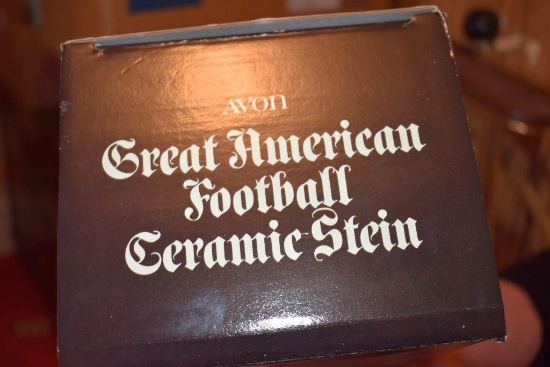 AVON
Great American
Football
Ceramic Stein